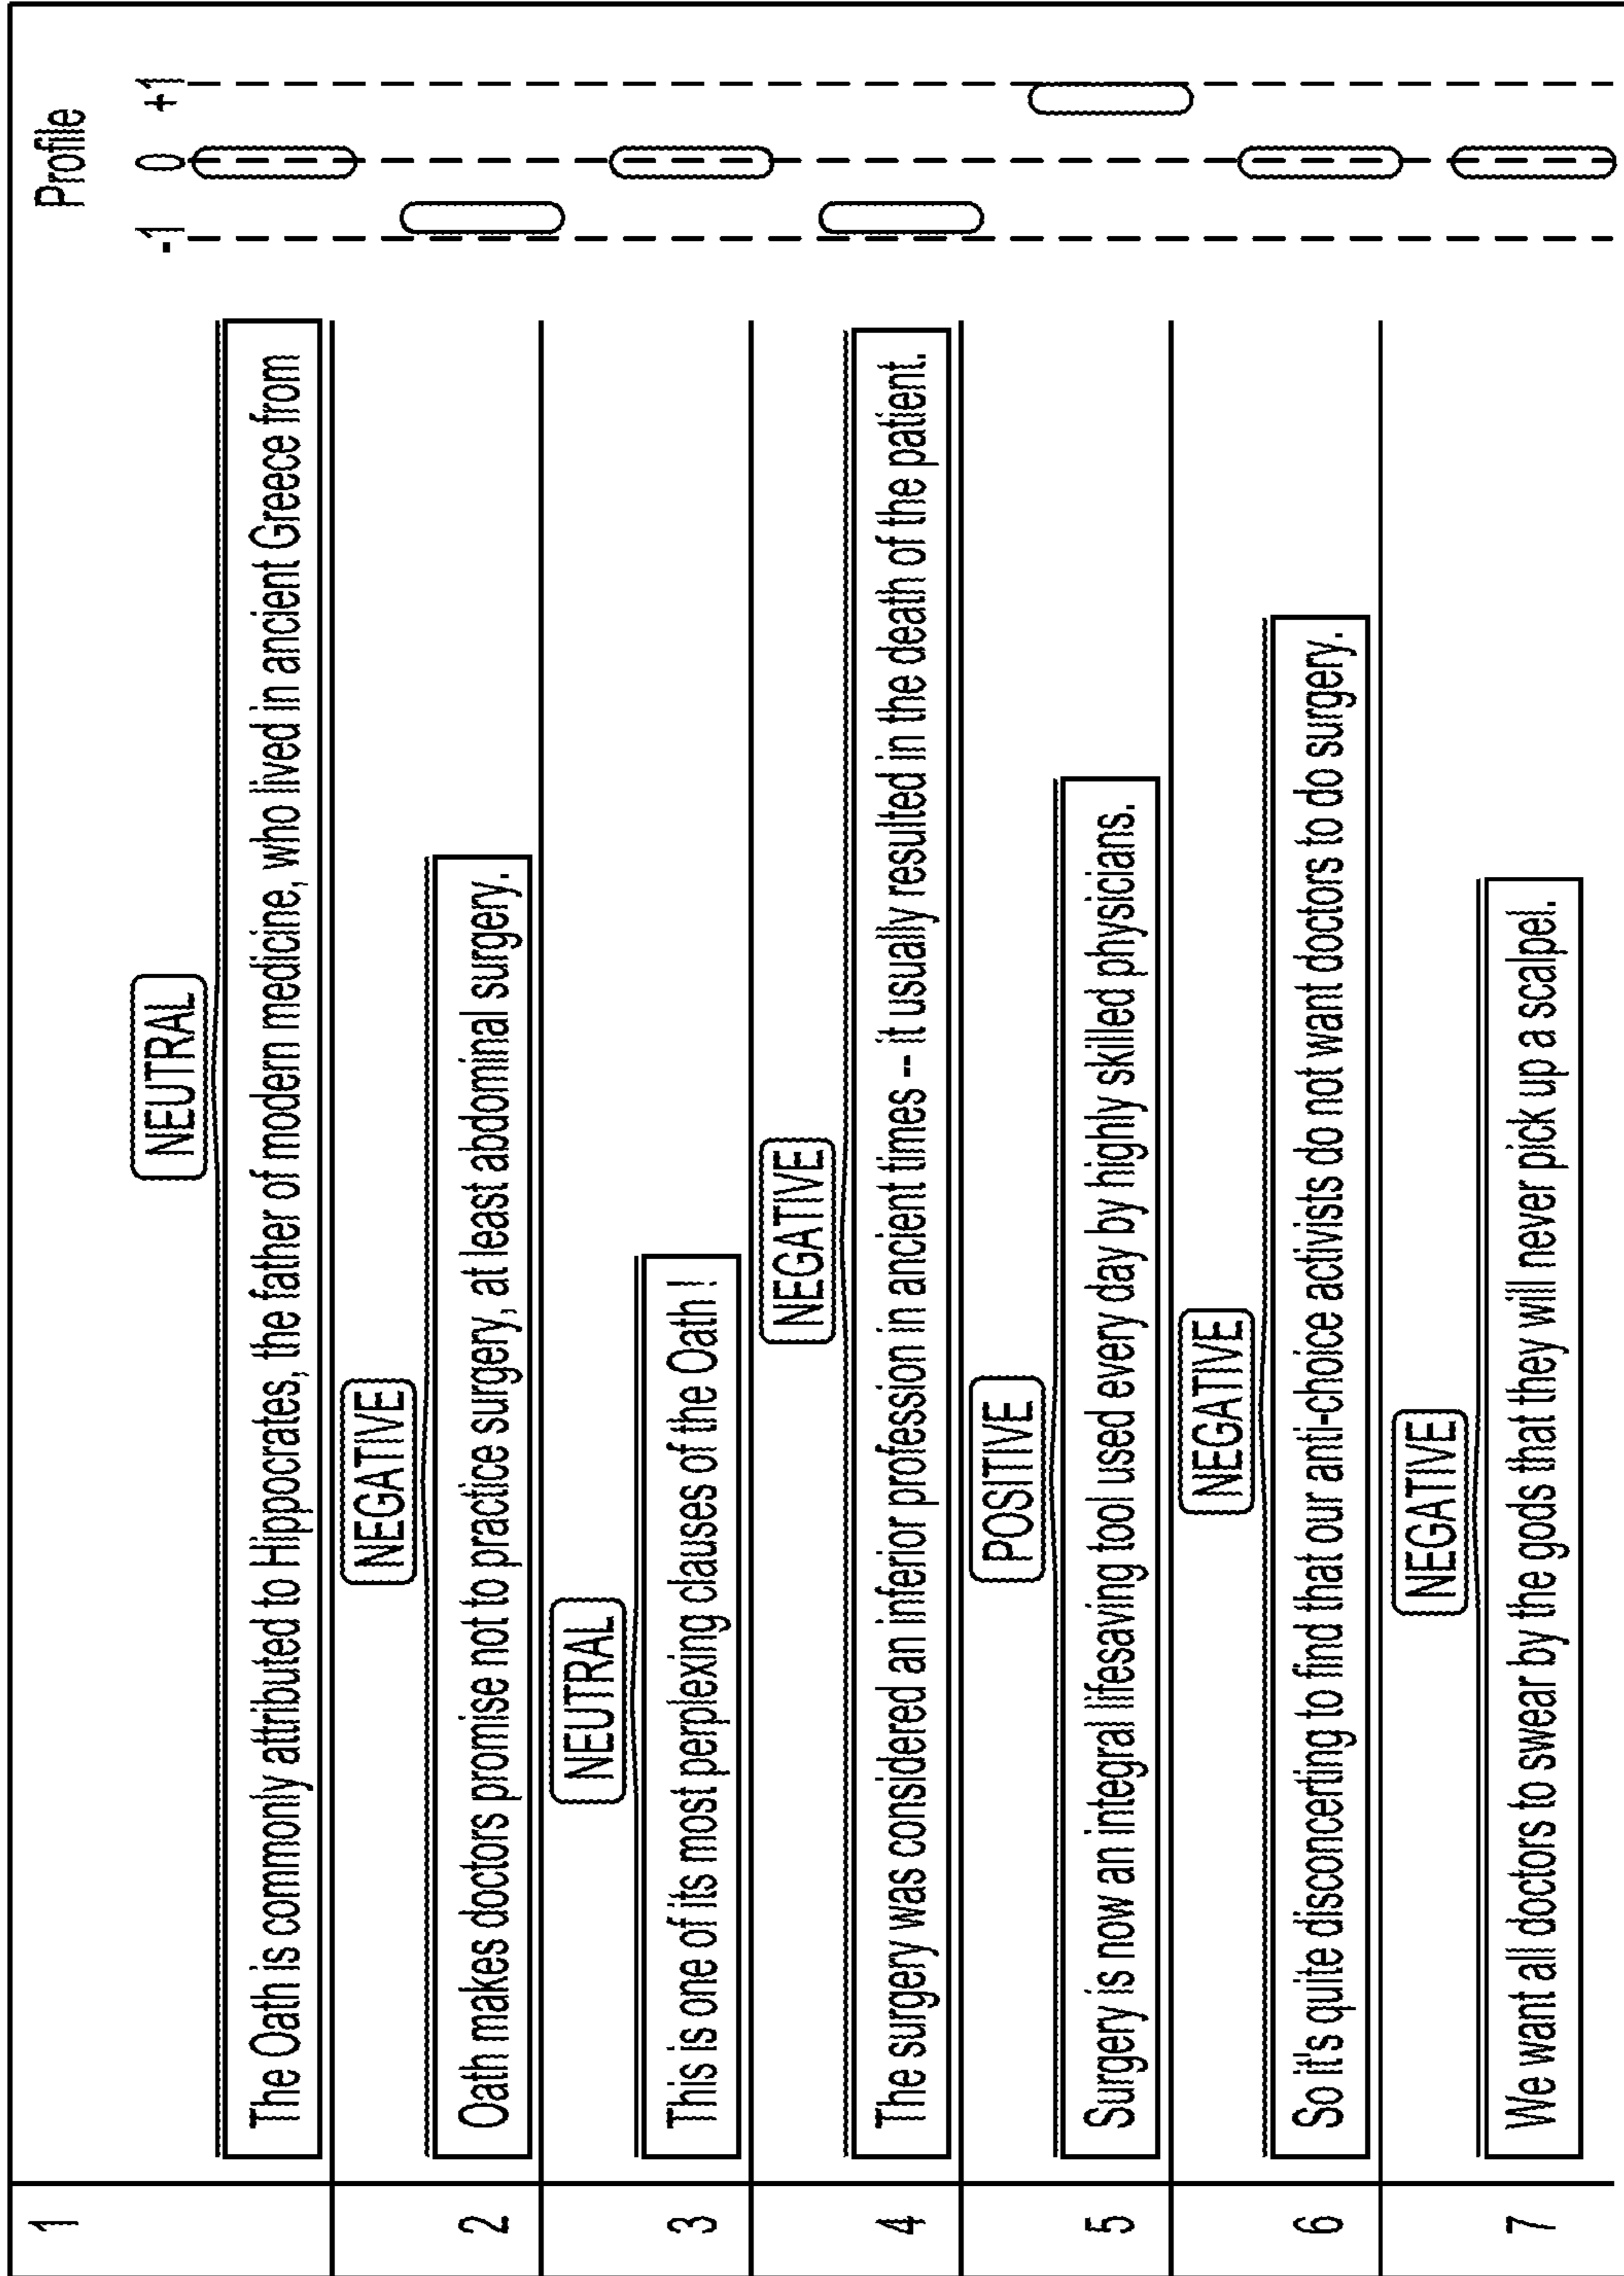 Profile
-1 0 +1
1
NEUTRAL
The Oath is commonly attributed to Hippocrates, the father of modern medicine, who lived in ancient Greece from
NEGATIVE
2 Oath makes doctors promise not to practice surgery, at least abdominal surgery.
NEUTRAL
3 This is one of its most perplexing clauses of the Oath !
NEGATIVE
4 The surgery was considered an inferior profession in ancient times -- it usually resulted in the death of the patient.
POSITIVE
5 Surgery is now an integral lifesaving tool used every day by highly skilled physicians.
NEGATIVE
6 So it's quite disconcerting to find that our anti-choice activists do not want doctors to do surgery.
NEGATIVE
7 We want all doctors to swear by the gods that they will never pick up a scalpel.